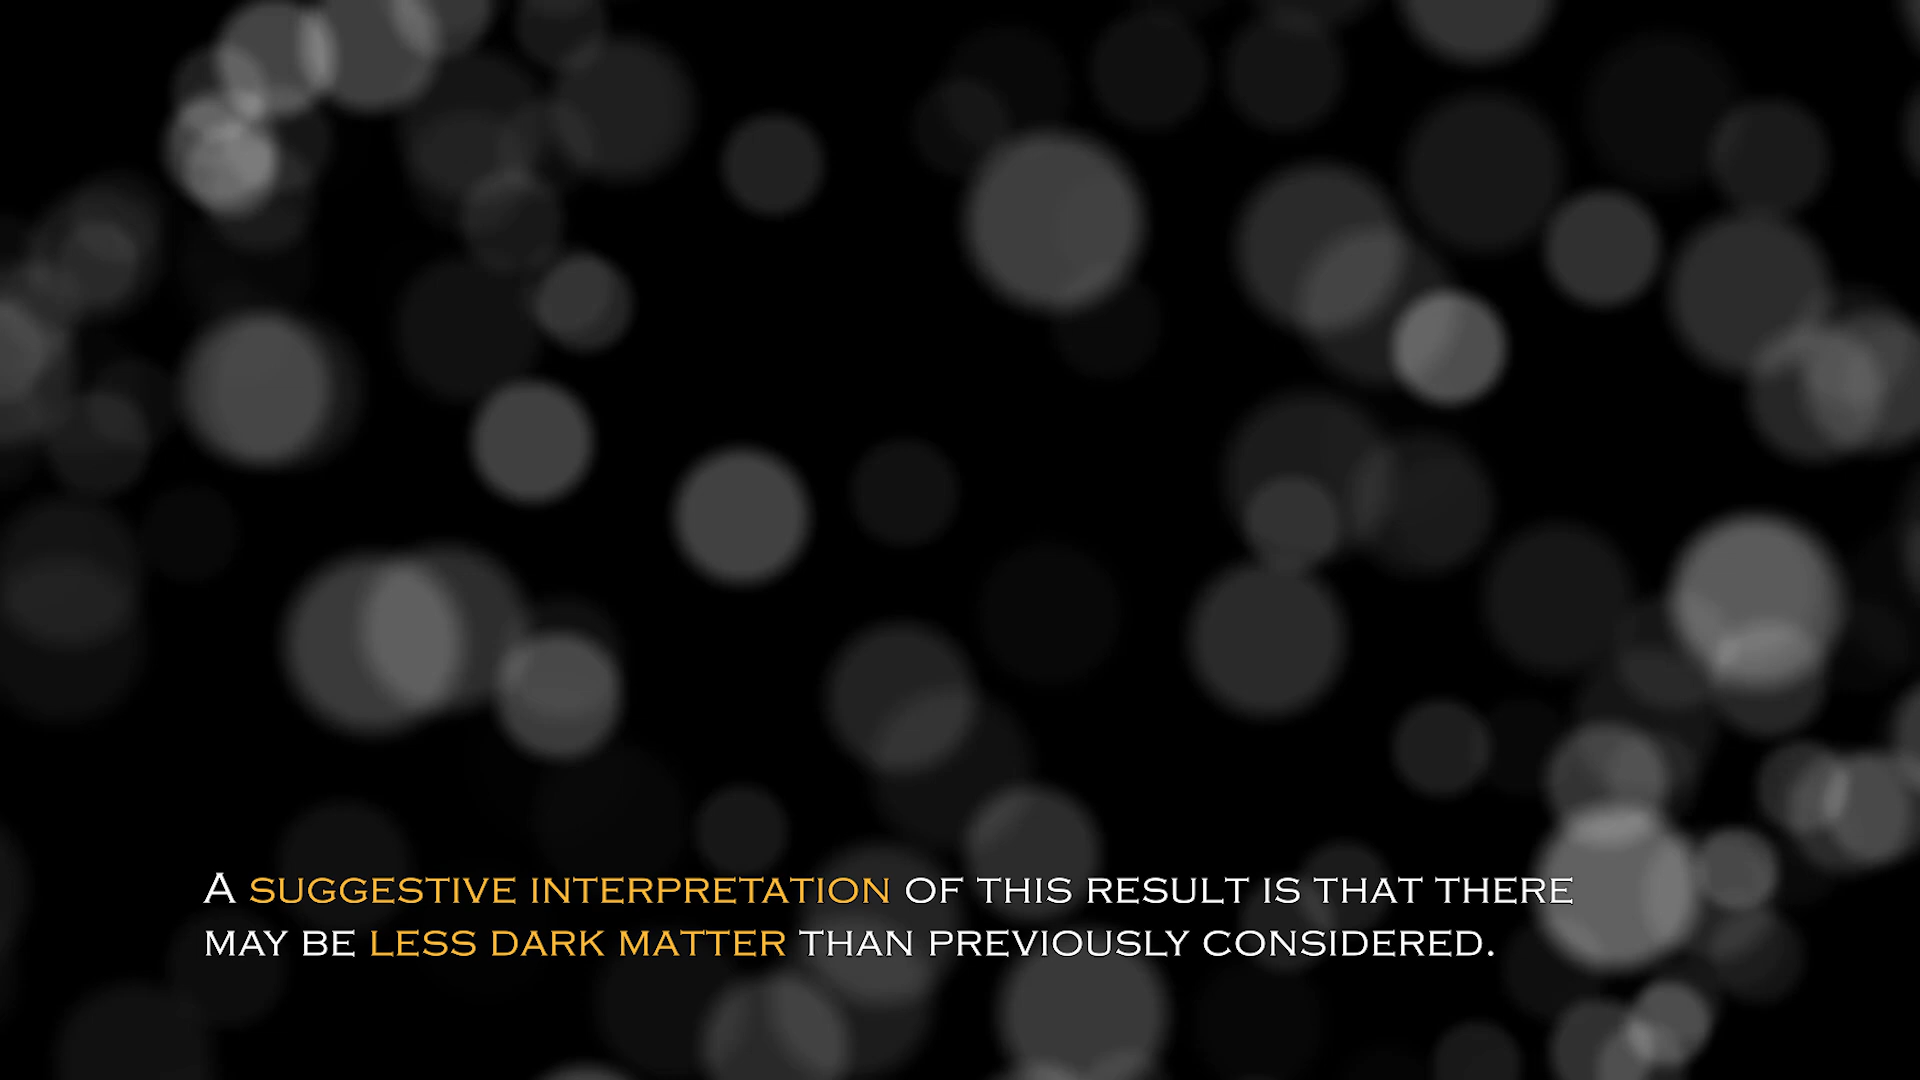 A SUGGESTIVE INTERPRETATION OF THIS RESULT IS THAT THERE
MAY BE LESS DARK MATTER THAN PREVIOUSLY CONSIDERED.